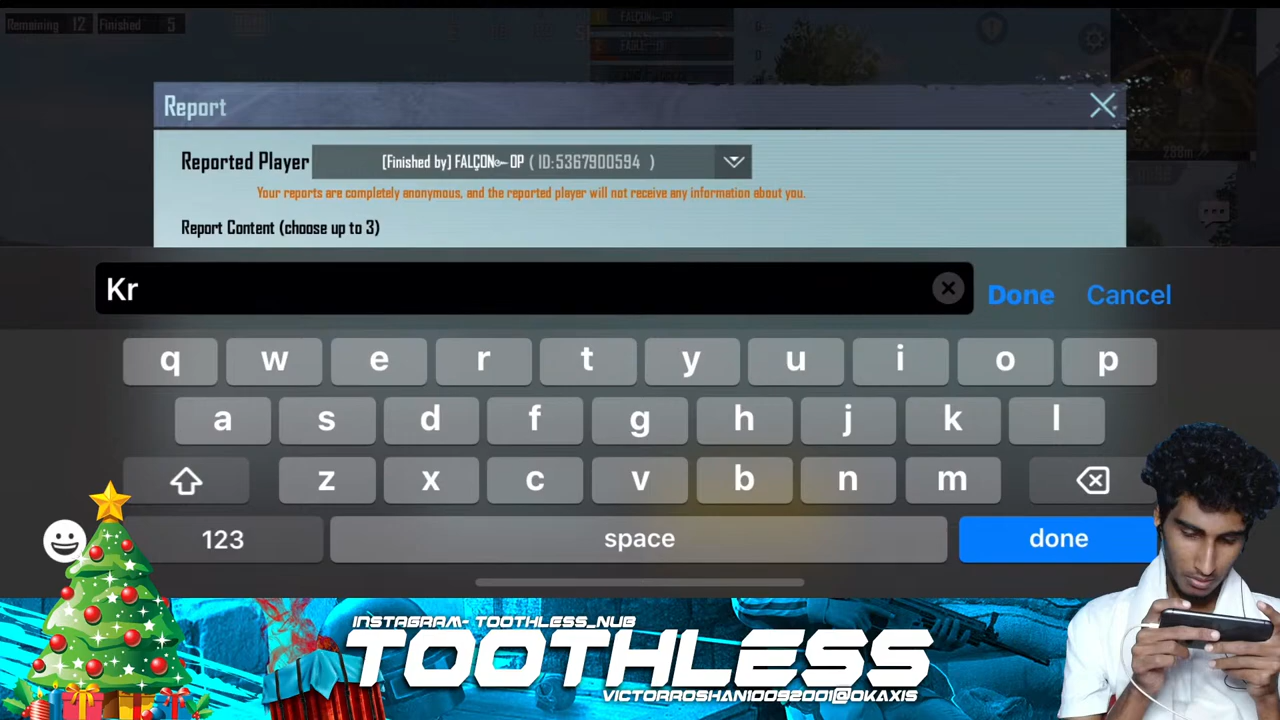 Remaining 12 Finished 5
Report
Reported Player [Finished by] FALÇON⟜OP ( ID:5367900594 )
Your reports are completely anonymous, and the reported player will not receive any information about you.
Report Content (choose up to 3)
288m
Kr
Done Cancel
q w e r t y u i o p
a s d f g h j k l
z x c v b n m
123 space done
INSTAGRAM- TOOTHLESS_NUB
TOOTHLESS
VICTORROSHAN10092001@OKAXIS